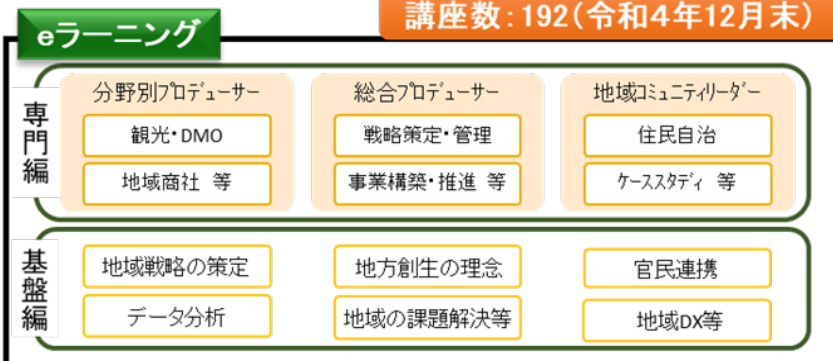 講座数:192(令和4年12月末)
eラーニング
専門編
分野別ﾌﾟﾛﾃﾞｭｰｻｰ
観光・DMO
地域商社 等
総合ﾌﾟﾛﾃﾞｭｰｻｰ
戦略策定・管理
事業構築・推進 等
地域ｺﾐｭﾆﾃｨﾘｰﾀﾞｰ
住民自治
ｹｰｽｽﾀﾃﾞｨ 等
基盤編
地域戦略の策定
地方創生の理念
官民連携
データ分析
地域の課題解決等
地域DX等